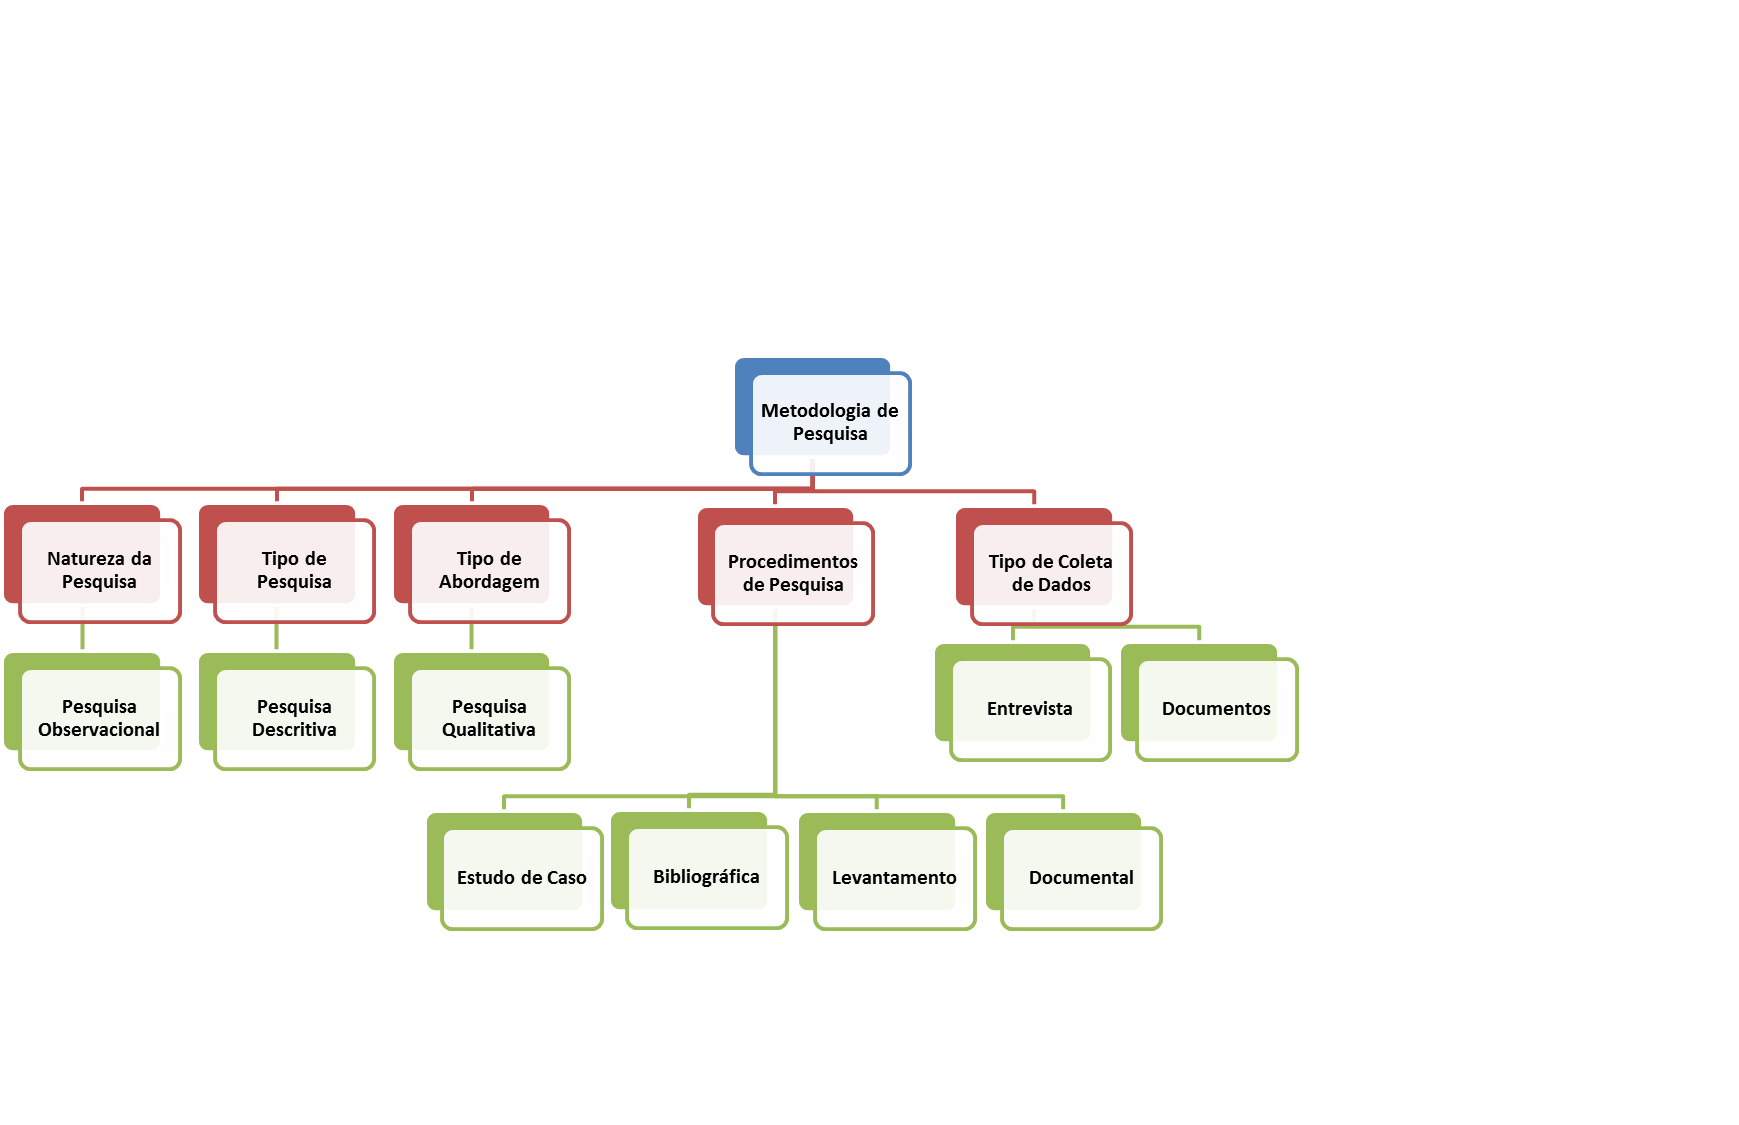 Metodologia de
Pesquisa
Natureza da
Pesquisa
Tipo de
Pesquisa
Tipo de
Abordagem
Procedimentos
de Pesquisa
Tipo de Coleta
de Dados
Pesquisa
Observacional
Pesquisa
Descritiva
Pesquisa
Qualitativa
Entrevista
Documentos
Estudo de Caso
Bibliográfica
Levantamento
Documental